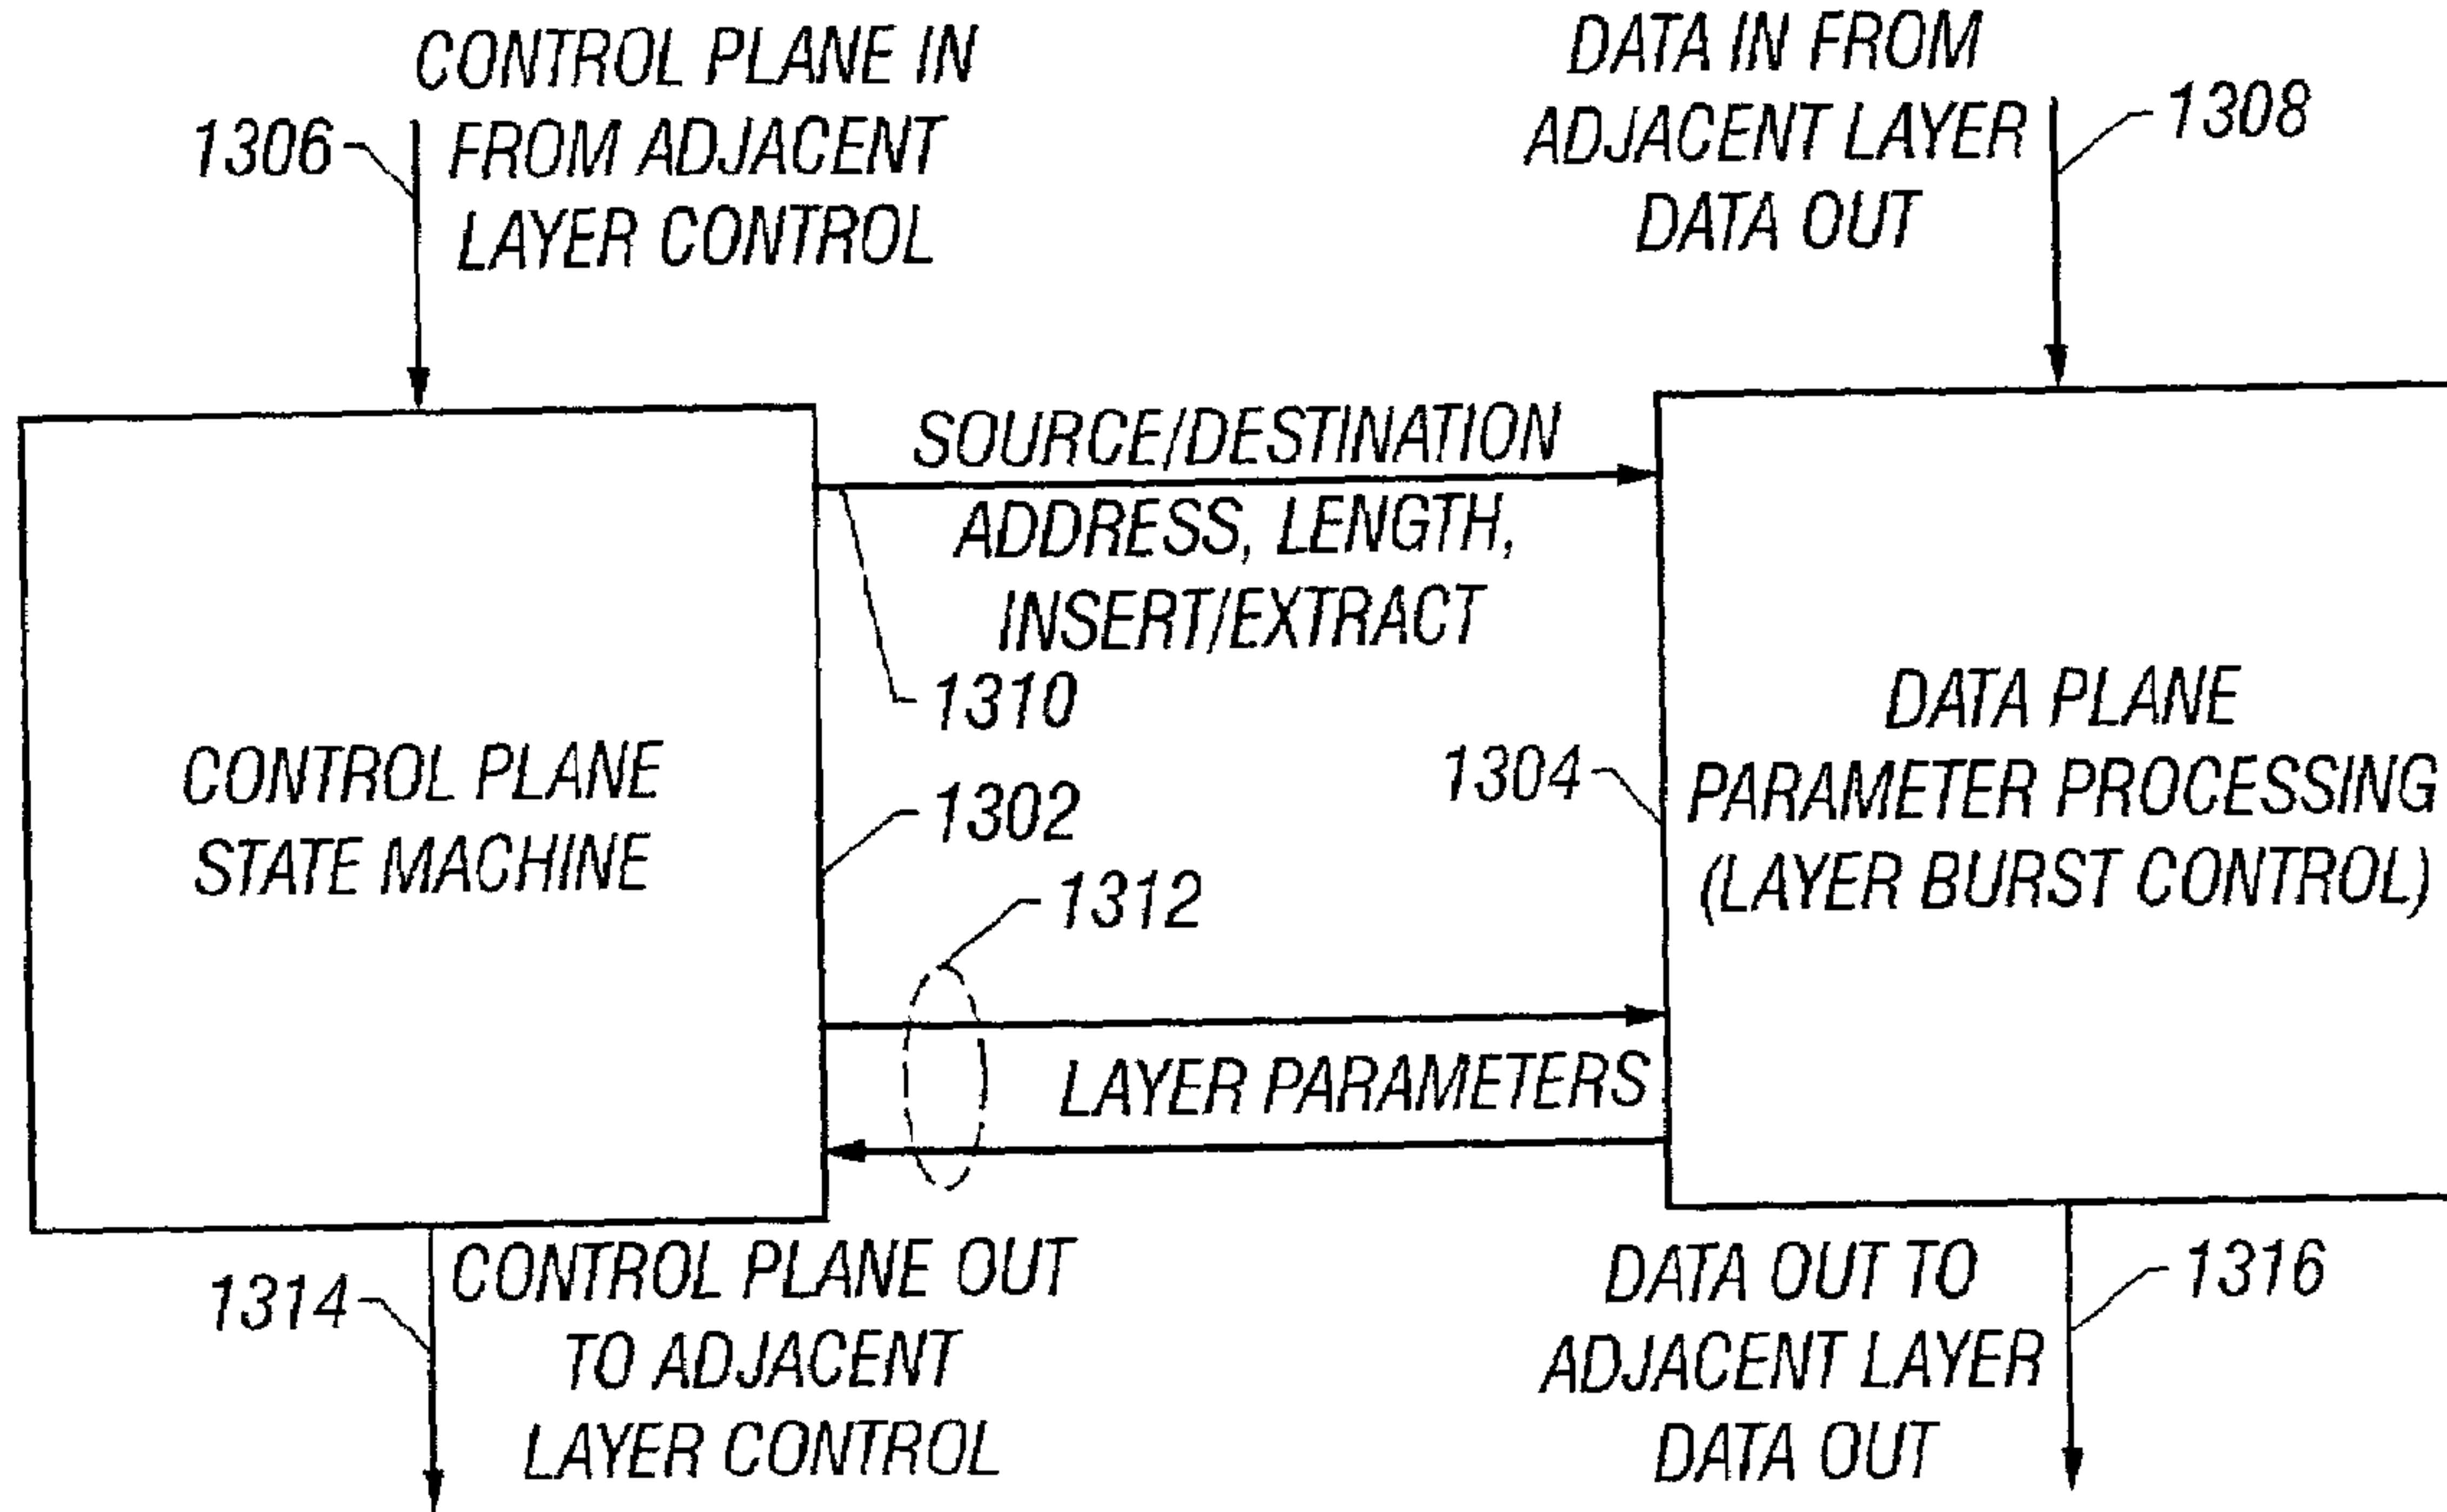 CONTROL PLANE IN
FROM ADJACENT
LAYER CONTROL
1306
DATA IN FROM
ADJACENT LAYER
DATA OUT
1308
SOURCE/DESTINATION
ADDRESS, LENGTH,
INSERT/EXTRACT
1310
CONTROL PLANE
STATE MACHINE
1302
1304
DATA PLANE
PARAMETER PROCESSING
(LAYER BURST CONTROL)
1312
LAYER PARAMETERS
1314
CONTROL PLANE OUT
TO ADJACENT
LAYER CONTROL
DATA OUT TO
ADJACENT LAYER
DATA OUT
1316